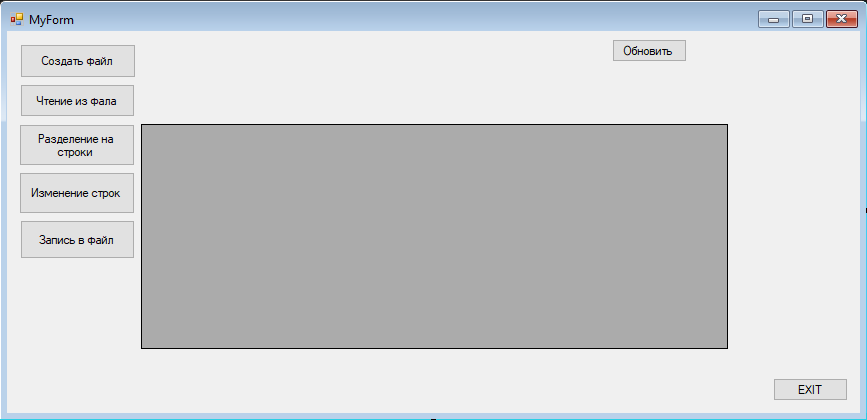 MyForm
Создать файл
Обновить
Чтение из фала
Разделение на
строки
Изменение строк
Запись в файл
EXIT